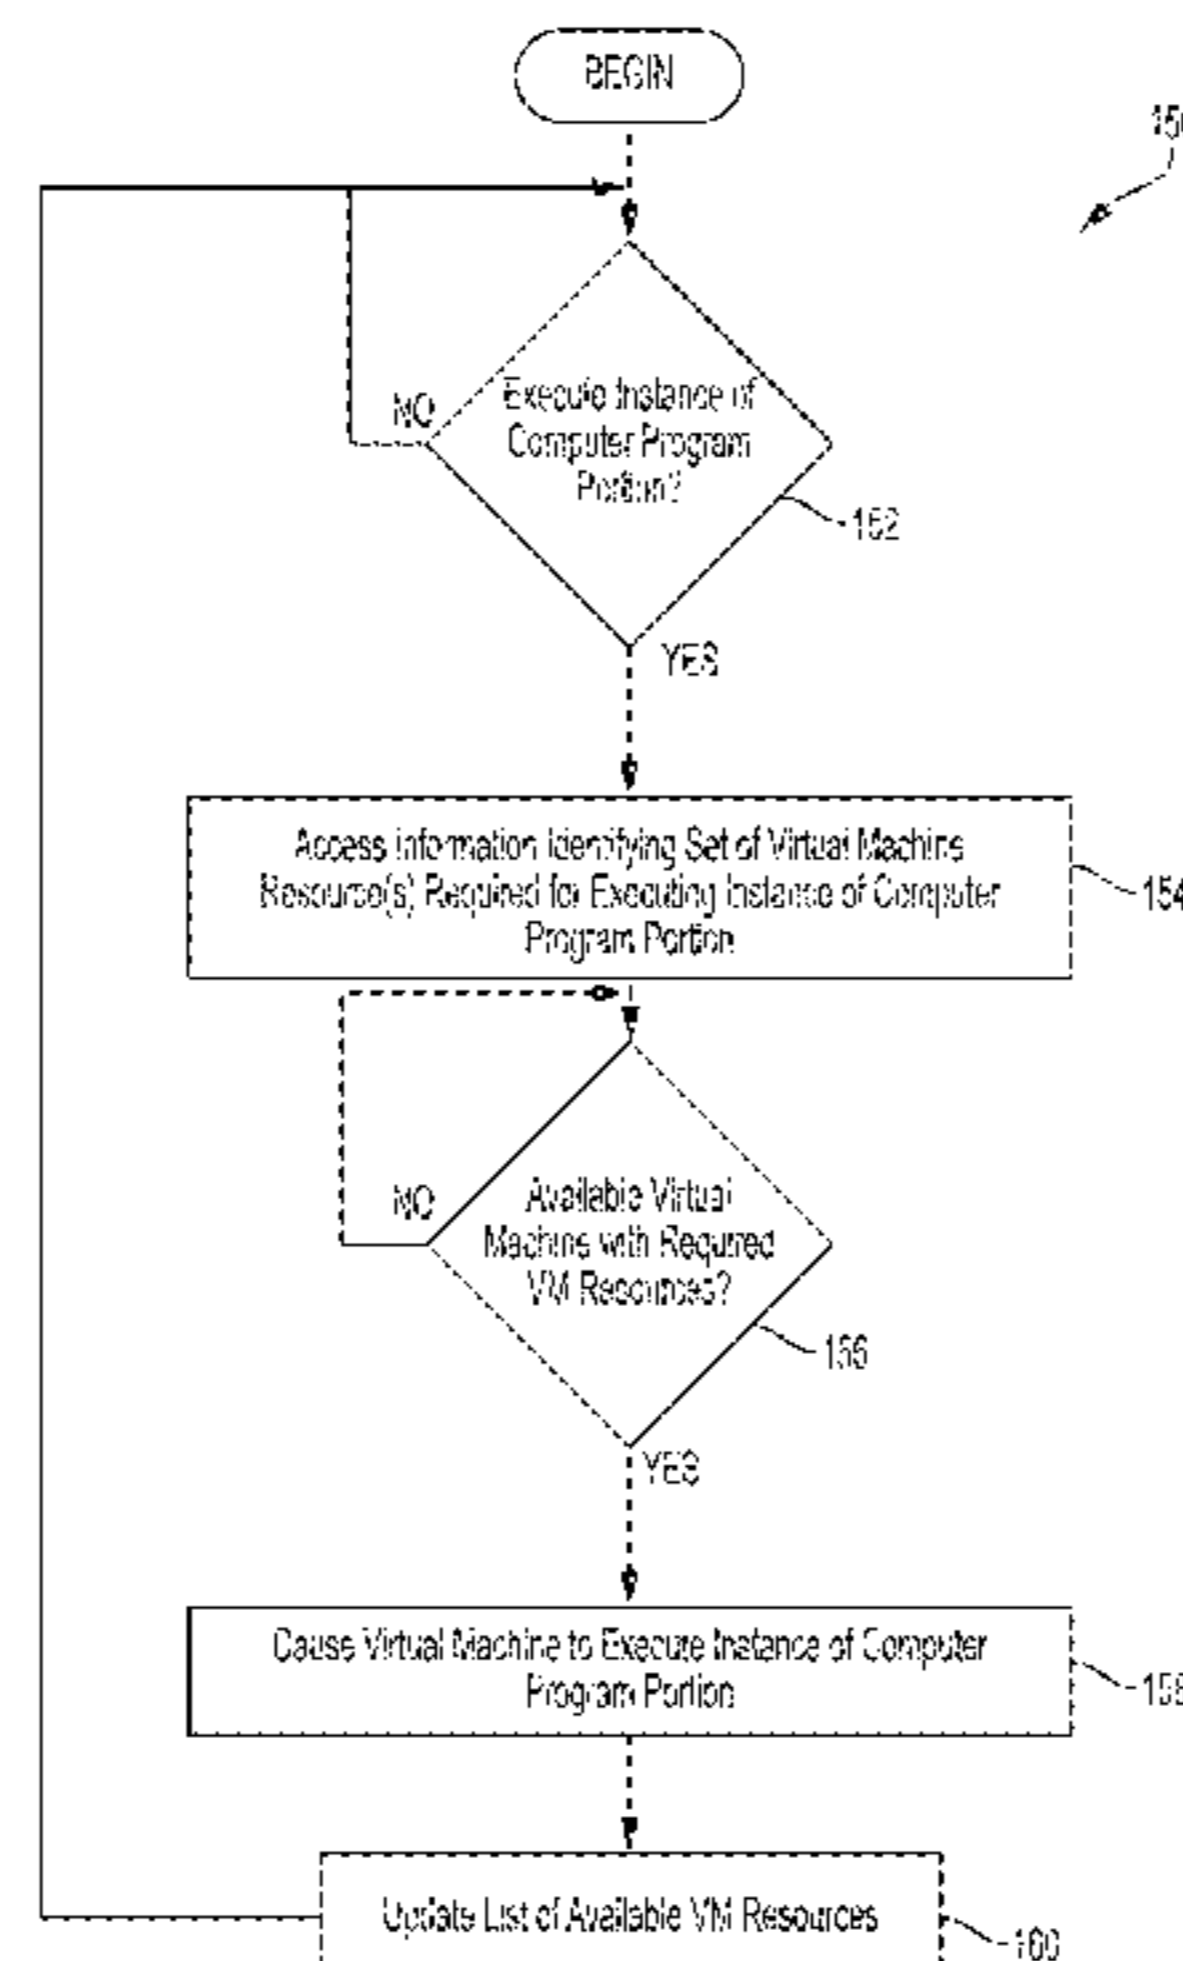 BEGIN
NO
Execute Instance of
Computer Program
Portion?
152
YES
Access Information Identifying Set of Virtual Machine
Resource(s) Required for Executing Instance of Computer
Program Portion
154
NO
Available Virtual
Machine with Required
VM Resources?
156
YES
Cause Virtual Machine to Execute Instance of Computer
Program Portion
158
Update List of Available VM Resources
160